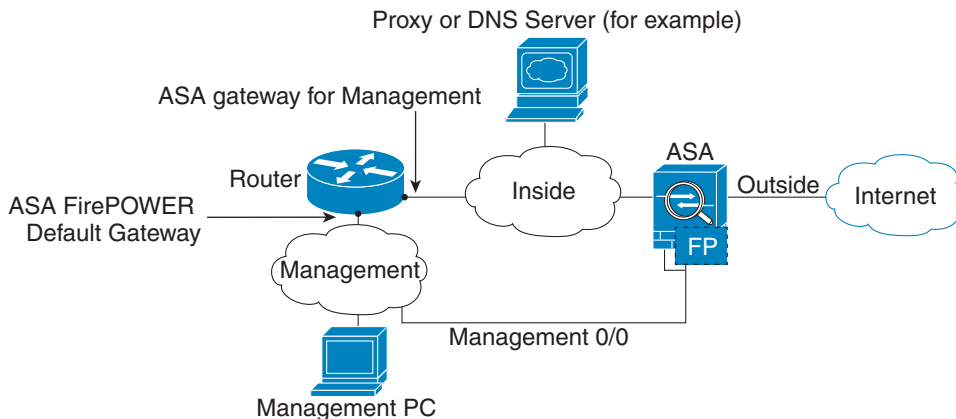 Proxy or DNS Server (for example)
ASA gateway for Management
ASA
Router
Inside
Outside
Internet
ASA FirePOWER
Default Gateway
FP
Management
Management 0/0
Management PC